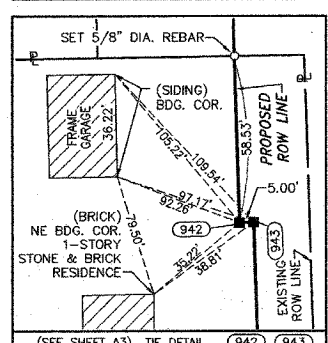 SET 5/8" DIA. REBAR
PL
PL
(SIDING)
BDG. COR.
FRAME
GARAGE
36.22'
105.22'
109.54'
58.53'
PROPOSED
ROW LINE
97.17'
92.26'
5.00'
79.50'
(BRICK)
NE BDG. COR.
1-STORY
STONE & BRICK
RESIDENCE
942
943
35.22'
38.81'
EXISTING
ROW LINE
(SEE SHEET A3) TIE DETAIL 942 943